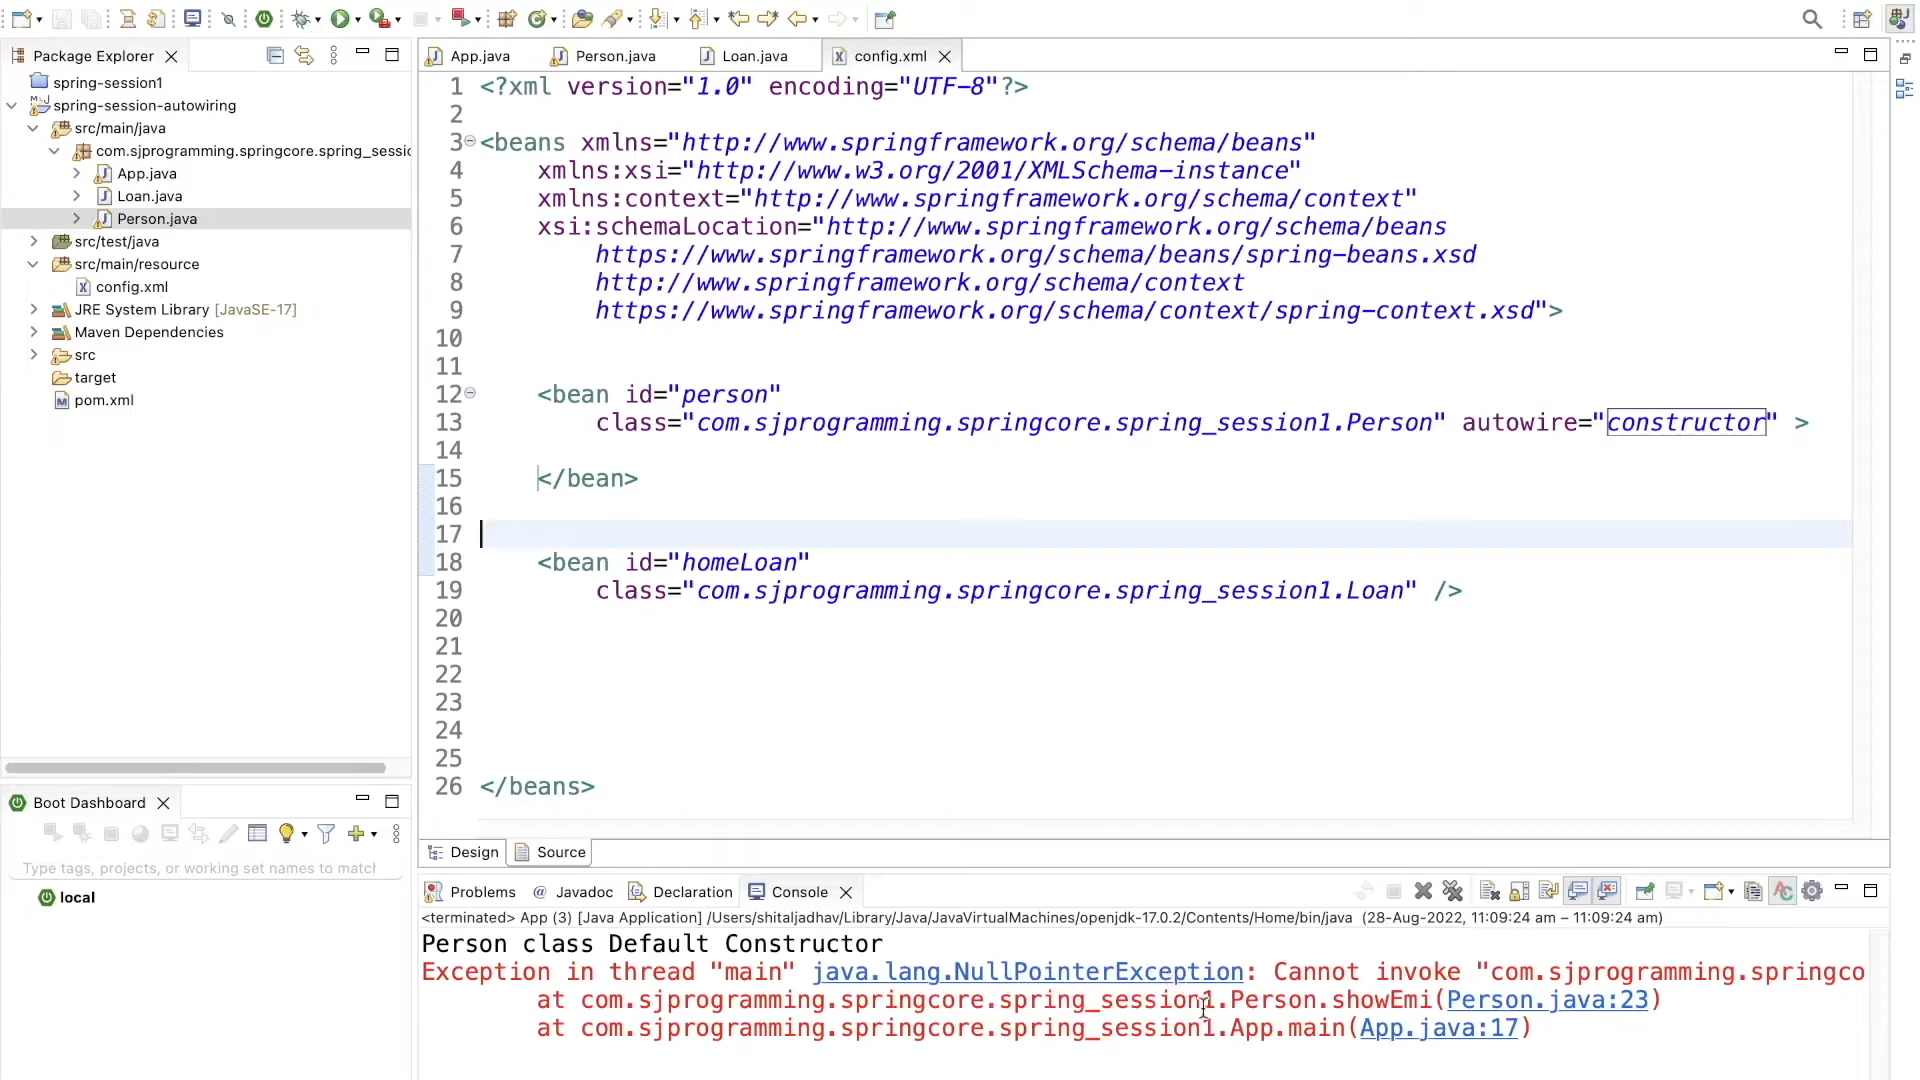 Package Explorer
spring-session1
spring-session-autowiring
src/main/java
com.sjprogramming.springcore.spring_sessio
App.java
Loan.java
Person.java
src/test/java
src/main/resource
config.xml
JRE System Library [JavaSE-17]
Maven Dependencies
src
target
pom.xml
Boot Dashboard
Type tags, projects, or working set names to match
local
App.java Person.java Loan.java config.xml
1 <?xml version="1.0" encoding="UTF-8"?>
2
3 <beans xmlns="http://www.springframework.org/schema/beans"
4 xmlns:xsi="http://www.w3.org/2001/XMLSchema-instance"
5 xmlns:context="http://www.springframework.org/schema/context"
6 xsi:schemaLocation="http://www.springframework.org/schema/beans
7 https://www.springframework.org/schema/beans/spring-beans.xsd
8 http://www.springframework.org/schema/context
9 https://www.springframework.org/schema/context/spring-context.xsd">
10
11
12 <bean id="person"
13 class="com.sjprogramming.springcore.spring_session1.Person" autowire="constructor" >
14
15 </bean>
16
17
18 <bean id="homeLoan"
19 class="com.sjprogramming.springcore.spring_session1.Loan" />
20
21
22
23
24
25
26 </beans>
Design Source
Problems @ Javadoc Declaration Console
<terminated> App (3) [Java Application] /Users/shitaljadhav/Library/Java/JavaVirtualMachines/openjdk-17.0.2/Contents/Home/bin/java (28-Aug-2022, 11:09:24 am – 11:09:24 am)
Person class Default Constructor
Exception in thread "main" java.lang.NullPointerException: Cannot invoke "com.sjprogramming.springco
at com.sjprogramming.springcore.spring_session1.Person.showEmi(Person.java:23)
at com.sjprogramming.springcore.spring_session1.App.main(App.java:17)